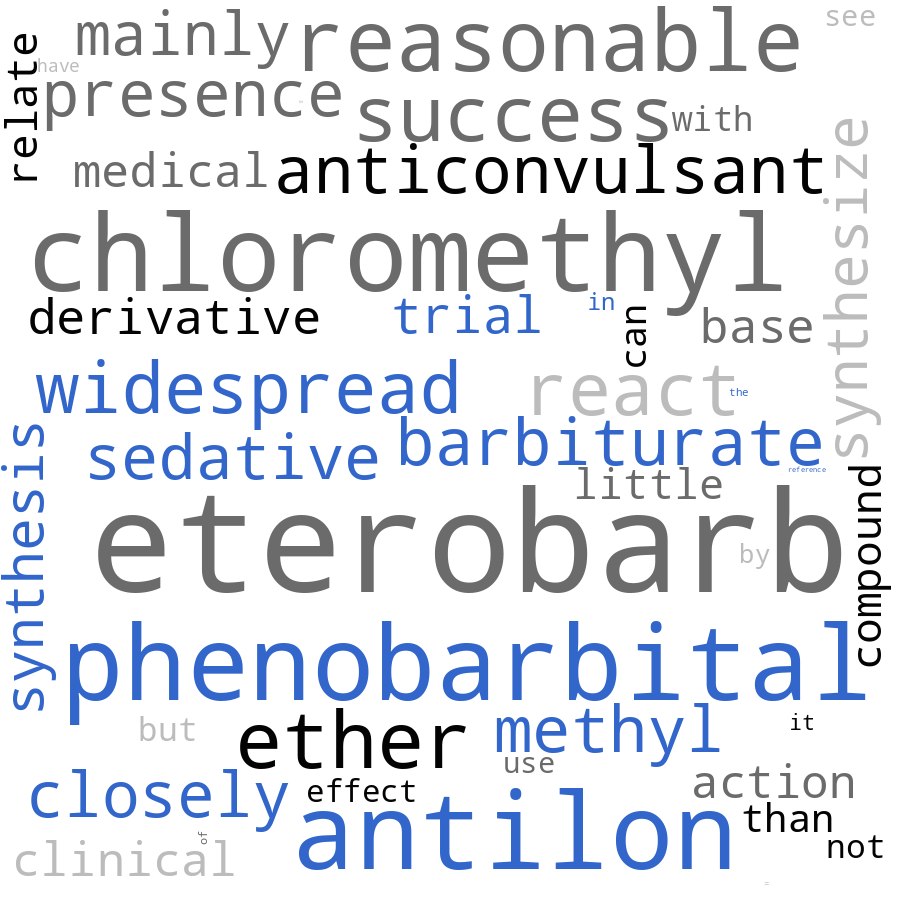 see
mainly
reasonable
relate
have
presence
success
with
medical
anticonvulsant
synthesize
chloromethyl
derivative
trial
in
can
base
widespread
react
the
synthesis
sedative
barbiturate
reference
little
compound
eterobarb
by
phenobarbital
but
ether
methyl
it
use
closely
effect
action
antilon
than
of
not
clinical